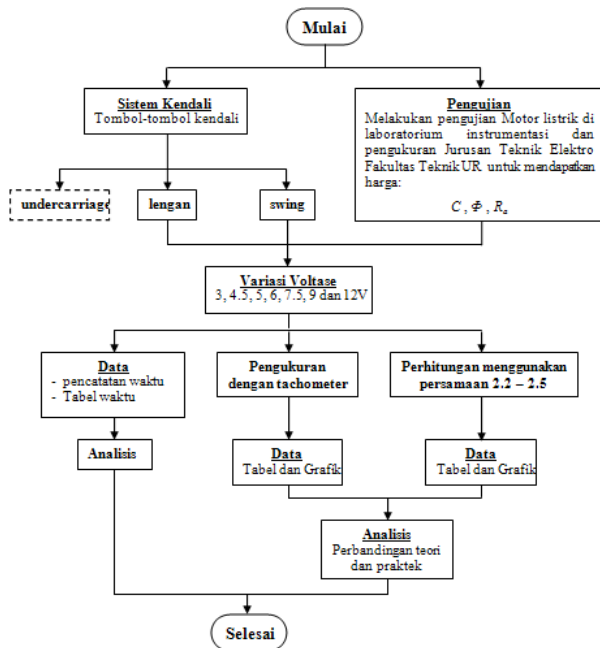 Mulai
Sistem Kendali
Tombol-tombol kendali
Pengujian
Melakukan pengujian Motor listrik di
laboratorium instrumentasi dan
pengukuran Jurusan Teknik Elektro
Fakultas Teknik UR untuk mendapatkan
harga:
C , Φ , Rₐ
undercarriage
lengan
swing
Variasi Voltase
3, 4.5, 5, 6, 7.5, 9 dan 12V
Data
- pencatatan waktu
- Tabel waktu
Pengukuran
dengan tachometer
Perhitungan menggunakan
persamaan 2.2 – 2.5
Analisis
Data
Tabel dan Grafik
Data
Tabel dan Grafik
Analisis
Perbandingan teori
dan praktek
Selesai